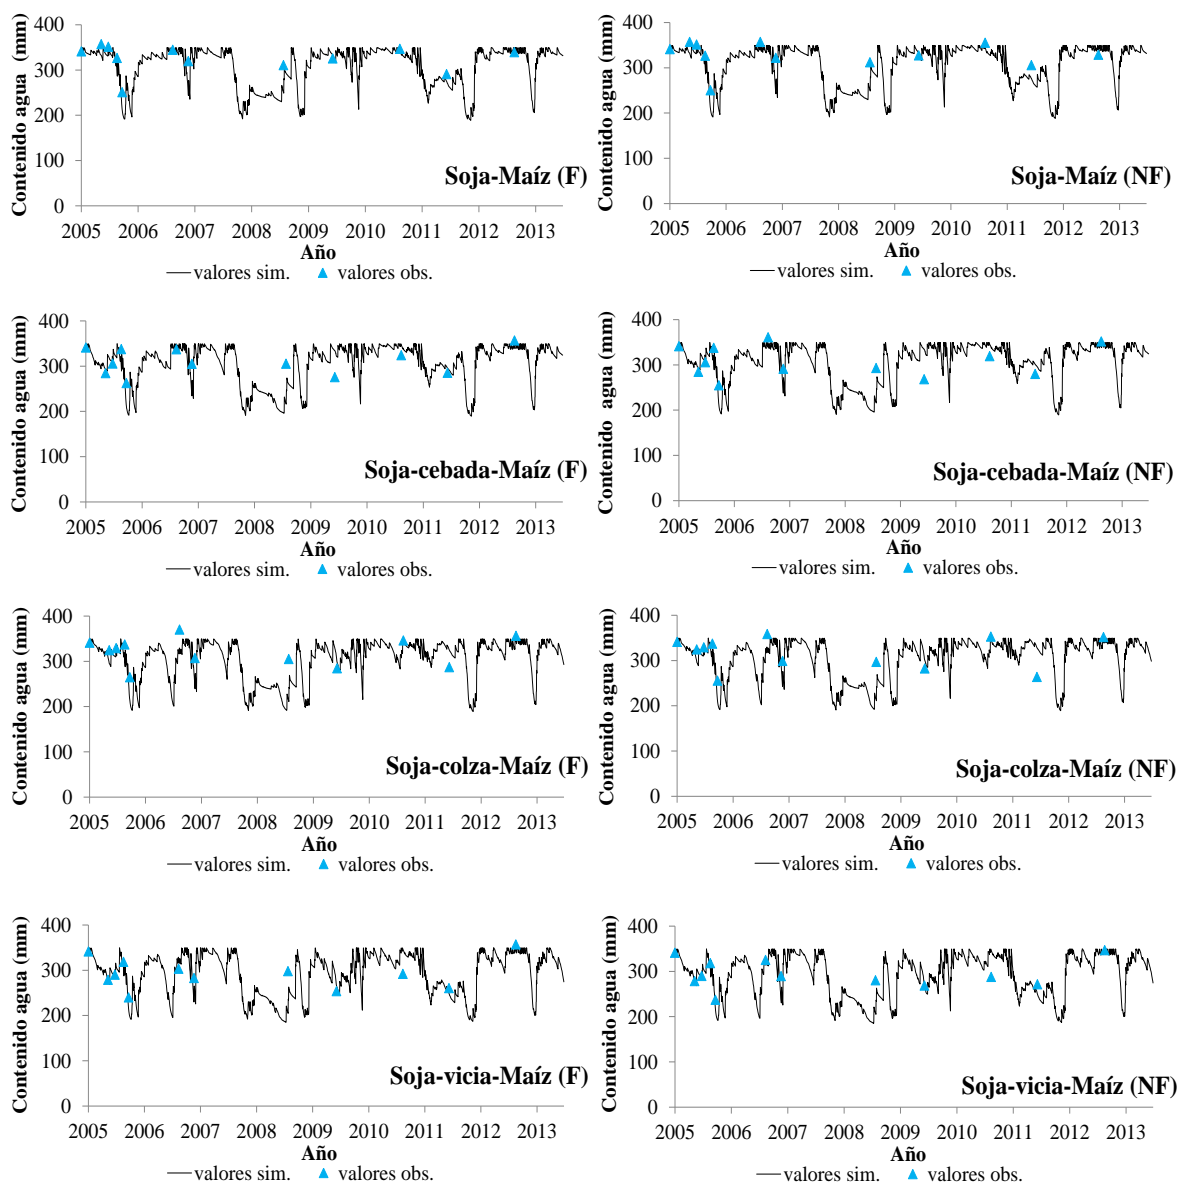 Contenido agua (mm)
400
300
200
100
0
Soja-Maíz (F)
2005 2006 2007 2008 2009 2010 2011 2012 2013
Año
valores sim. valores obs.
Contenido agua (mm)
400
300
200
100
0
Soja-Maíz (NF)
2005 2006 2007 2008 2009 2010 2011 2012 2013
Año
valores sim. valores obs.
Contenido agua (mm)
400
300
200
100
0
Soja-cebada-Maíz (F)
2005 2006 2007 2008 2009 2010 2011 2012 2013
Año
valores sim. valores obs.
Contenido agua (mm)
400
300
200
100
0
Soja-cebada-Maíz (NF)
2005 2006 2007 2008 2009 2010 2011 2012 2013
Año
valores sim. valores obs.
Contenido agua (mm)
400
300
200
100
0
Soja-colza-Maíz (F)
2005 2006 2007 2008 2009 2010 2011 2012 2013
Año
valores sim. valores obs.
Contenido agua (mm)
400
300
200
100
0
Soja-colza-Maíz (NF)
2005 2006 2007 2008 2009 2010 2011 2012 2013
Año
valores sim. valores obs.
Contenido agua (mm)
400
300
200
100
0
Soja-vicia-Maíz (F)
2005 2006 2007 2008 2009 2010 2011 2012 2013
Año
valores sim. valores obs.
Contenido agua (mm)
400
300
200
100
0
Soja-vicia-Maíz (NF)
2005 2006 2007 2008 2009 2010 2011 2012 2013
Año
valores sim. valores obs.